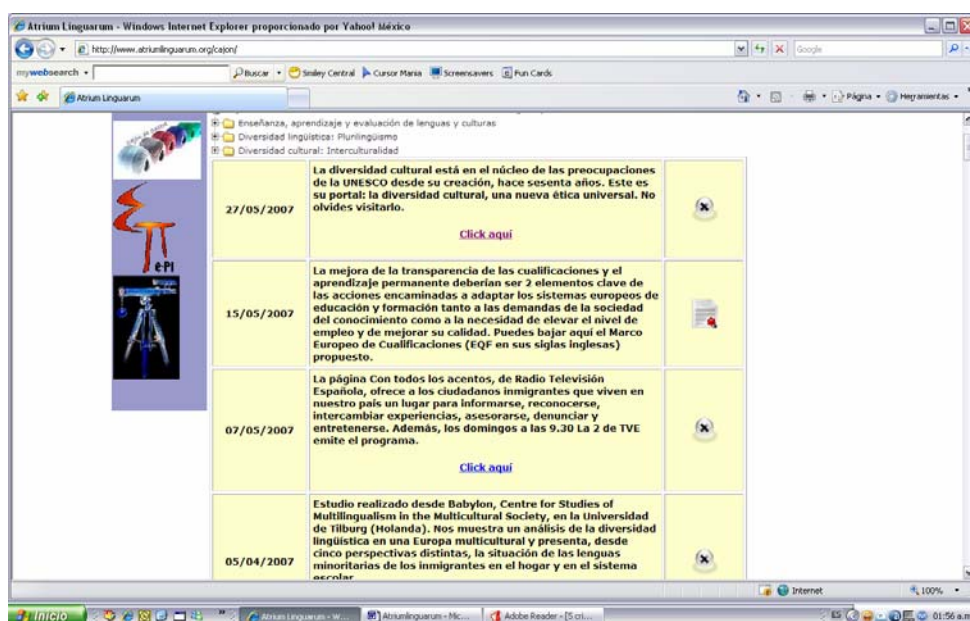 Atrium Linguarum - Windows Internet Explorer proporcionado por Yahoo! México
http://www.atriumlinguarum.org/cajon/
Google
mywebsearch
Buscar
Smiley Central
Cursor Mania
Screensavers
Fun Cards
Atrium Linguarum
Página
Herramientas
Enseñanza, aprendizaje y evaluación de lenguas y culturas
Diversidad lingüística: Plurilingüismo
Diversidad cultural: Interculturalidad
27/05/2007
La diversidad cultural está en el núcleo de las preocupaciones
de la UNESCO desde su creación, hace sesenta años. Este es
su portal: la diversidad cultural, una nueva ética universal. No
olvides visitarlo.
Click aquí
15/05/2007
La mejora de la transparencia de las cualificaciones y el
aprendizaje permanente deberían ser 2 elementos clave de
las acciones encaminadas a adaptar los sistemas europeos de
educación y formación tanto a las demandas de la sociedad
del conocimiento como a la necesidad de elevar el nivel de
empleo y de mejorar su calidad. Puedes bajar aquí el Marco
Europeo de Cualificaciones (EQF en sus siglas inglesas)
propuesto.
07/05/2007
La página Con todos los acentos, de Radio Televisión
Española, ofrece a los ciudadanos inmigrantes que viven en
nuestro país un lugar para informarse, reconocerse,
intercambiar experiencias, asesorarse, denunciar y
entretenerse. Además, los domingos a las 9.30 La 2 de TVE
emite el programa.
Click aquí
05/04/2007
Estudio realizado desde Babylon, Centre for Studies of
Multilingualism in the Multicultural Society, en la Universidad
de Tilburg (Holanda). Nos muestra un análisis de la diversidad
lingüística en una Europa multicultural y presenta, desde
cinco perspectivas distintas, la situación de las lenguas
minoritarias de los inmigrantes en el hogar y en el sistema
escolar
e-PI
Internet
100%
Inicio
Atrium Linguarum - W...
Atriumlinguarum - Mic...
Adobe Reader - [5 cri...
ES
01:56 a.m.